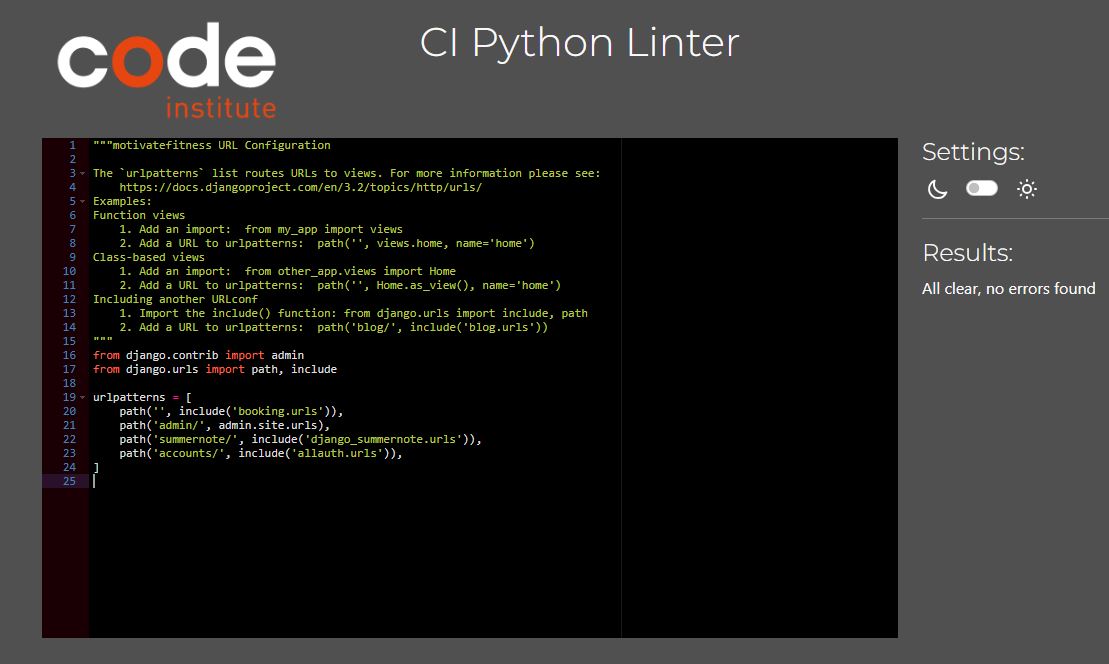 code
institute
CI Python Linter
1 """motivatefitness URL Configuration
2
3 The `urlpatterns` list routes URLs to views. For more information please see:
4     https://docs.djangoproject.com/en/3.2/topics/http/urls/
5 Examples:
6 Function views
7     1. Add an import:  from my_app import views
8     2. Add a URL to urlpatterns:  path('', views.home, name='home')
9 Class-based views
10     1. Add an import:  from other_app.views import Home
11     2. Add a URL to urlpatterns:  path('', Home.as_view(), name='home')
12 Including another URLconf
13     1. Import the include() function: from django.urls import include, path
14     2. Add a URL to urlpatterns:  path('blog/', include('blog.urls'))
15 """
16 from django.contrib import admin
17 from django.urls import path, include
18
19 urlpatterns = [
20     path('', include('booking.urls')),
21     path('admin/', admin.site.urls),
22     path('summernote/', include('django_summernote.urls')),
23     path('accounts/', include('allauth.urls')),
24 ]
25
Settings:
Results:
All clear, no errors found